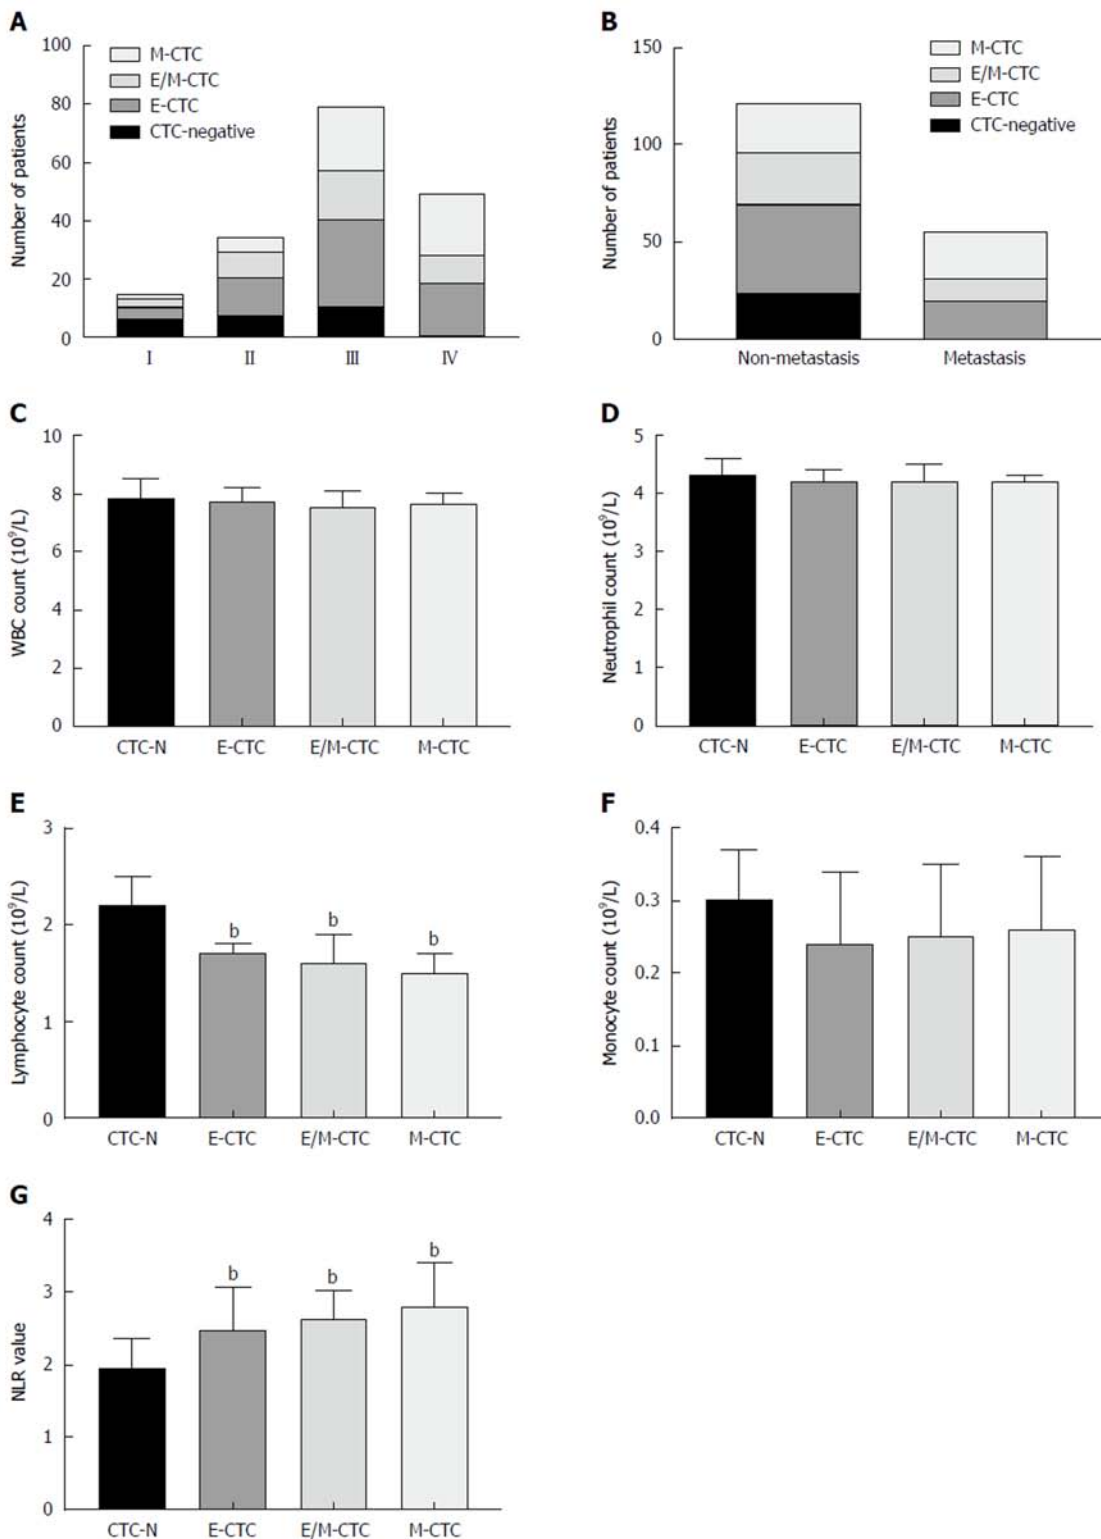 A
Number of patients
100
80
60
40
20
0
M-CTC
E/M-CTC
E-CTC
CTC-negative
I II III IV
B
Number of patients
150
100
50
0
M-CTC
E/M-CTC
E-CTC
CTC-negative
Non-metastasis Metastasis
C
WBC count (10⁹/L)
10
8
6
4
2
0
CTC-N E-CTC E/M-CTC M-CTC
D
Neutrophil count (10⁹/L)
5
4
3
2
1
0
CTC-N E-CTC E/M-CTC M-CTC
E
Lymphocyte count (10⁹/L)
3
2
1
0
b b b
CTC-N E-CTC E/M-CTC M-CTC
F
Monocyte count (10⁹/L)
0.4
0.3
0.2
0.1
0.0
CTC-N E-CTC E/M-CTC M-CTC
G
NLR value
4
3
2
1
0
b b b
CTC-N E-CTC E/M-CTC M-CTC